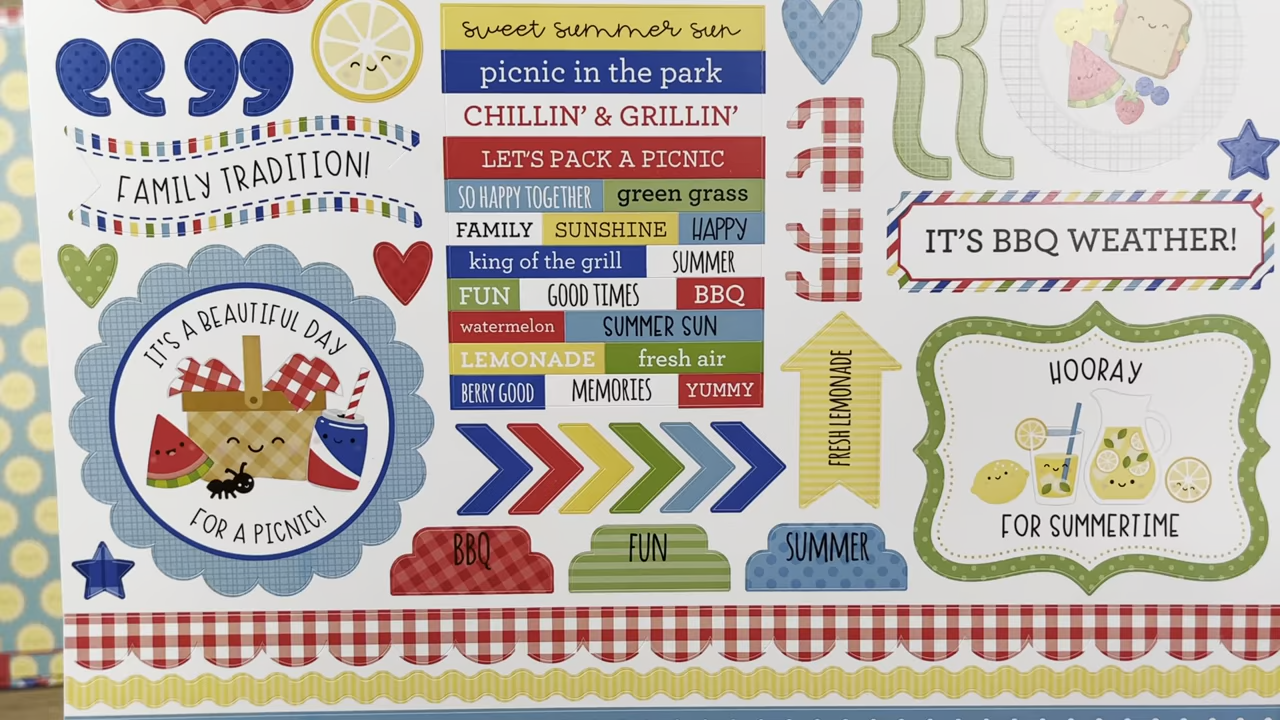 FAMILY TRADITION!
IT'S A BEAUTIFUL DAY
FOR A PICNIC!
sweet summer sun
picnic in the park
CHILLIN' & GRILLIN'
LET'S PACK A PICNIC
SO HAPPY TOGETHER green grass
FAMILY SUNSHINE HAPPY
king of the grill SUMMER
FUN GOOD TIMES BBQ
watermelon SUMMER SUN
LEMONADE fresh air
BERRY GOOD MEMORIES YUMMY
FRESH LEMONADE
BBQ FUN SUMMER
IT'S BBQ WEATHER!
HOORAY
FOR SUMMERTIME